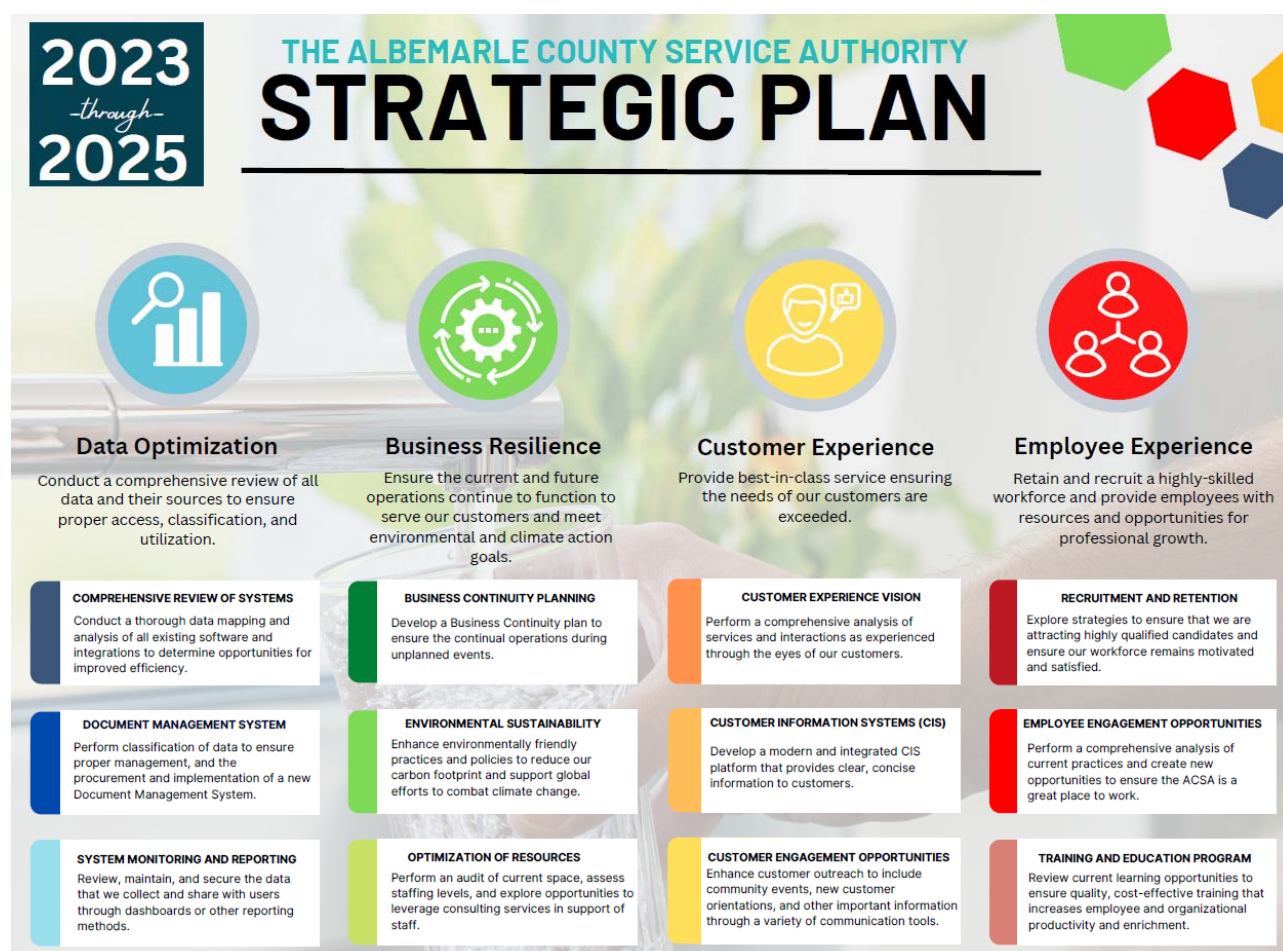 2023
-through-
2025
THE ALBEMARLE COUNTY SERVICE AUTHORITY
STRATEGIC PLAN
Data Optimization
Conduct a comprehensive review of all
data and their sources to ensure
proper access, classification, and
utilization.
COMPREHENSIVE REVIEW OF SYSTEMS
Conduct a thorough data mapping and
analysis of all existing software and
integrations to determine opportunities for
improved efficiency.
DOCUMENT MANAGEMENT SYSTEM
Perform classification of data to ensure
proper management, and the
procurement and implementation of a new
Document Management System.
SYSTEM MONITORING AND REPORTING
Review, maintain, and secure the data
that we collect and share with users
through dashboards or other reporting
methods.
Business Resilience
Ensure the current and future
operations continue to function to
serve our customers and meet
environmental and climate action
goals.
BUSINESS CONTINUITY PLANNING
Develop a Business Continuity plan to
ensure the continual operations during
unplanned events.
ENVIRONMENTAL SUSTAINABILITY
Enhance environmentally friendly
practices and policies to reduce our
carbon footprint and support global
efforts to combat climate change.
OPTIMIZATION OF RESOURCES
Perform an audit of current space, assess
staffing levels, and explore opportunities to
leverage consulting services in support of
staff.
Customer Experience
Provide best-in-class service ensuring
the needs of our customers are
exceeded.
CUSTOMER EXPERIENCE VISION
Perform a comprehensive analysis of
services and interactions as experienced
through the eyes of our customers.
CUSTOMER INFORMATION SYSTEMS (CIS)
Develop a modern and integrated CIS
platform that provides clear, concise
information to customers.
CUSTOMER ENGAGEMENT OPPORTUNITIES
Enhance customer outreach to include
community events, new customer
orientations, and other important information
through a variety of communication tools.
Employee Experience
Retain and recruit a highly-skilled
workforce and provide employees with
resources and opportunities for
professional growth.
RECRUITMENT AND RETENTION
Explore strategies to ensure that we are
attracting highly qualified candidates and
ensure our workforce remains motivated
and satisfied.
EMPLOYEE ENGAGEMENT OPPORTUNITIES
Perform a comprehensive analysis of
current practices and create new
opportunities to ensure the ACSA is a
great place to work.
TRAINING AND EDUCATION PROGRAM
Review current learning opportunities to
ensure quality, cost-effective training that
increases employee and organizational
productivity and enrichment.